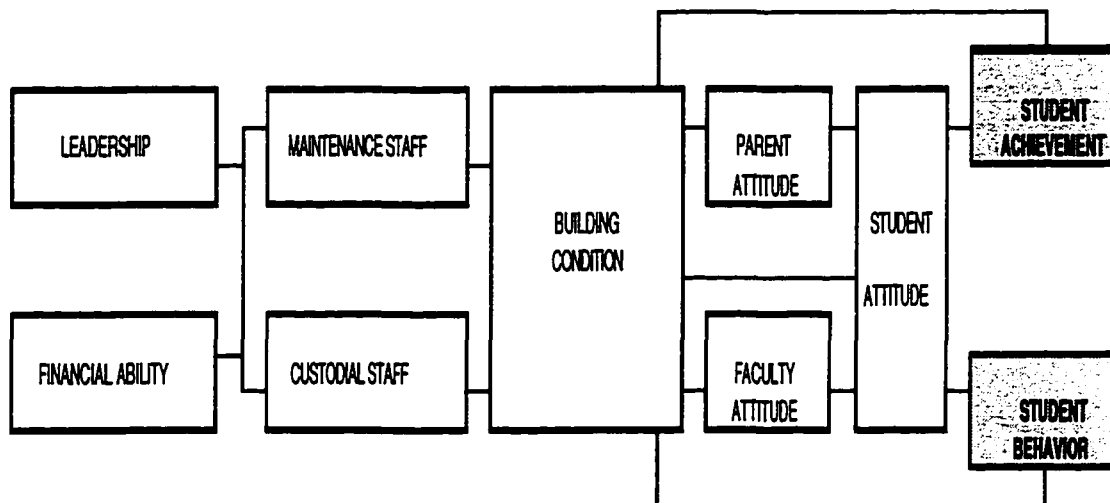 LEADERSHIP
MAINTENANCE STAFF
BUILDING
CONDITION
PARENT
ATTITUDE
STUDENT
ATTITUDE
STUDENT
ACHIEVEMENT
FINANCIAL ABILITY
CUSTODIAL STAFF
FACULTY
ATTITUDE
STUDENT
BEHAVIOR